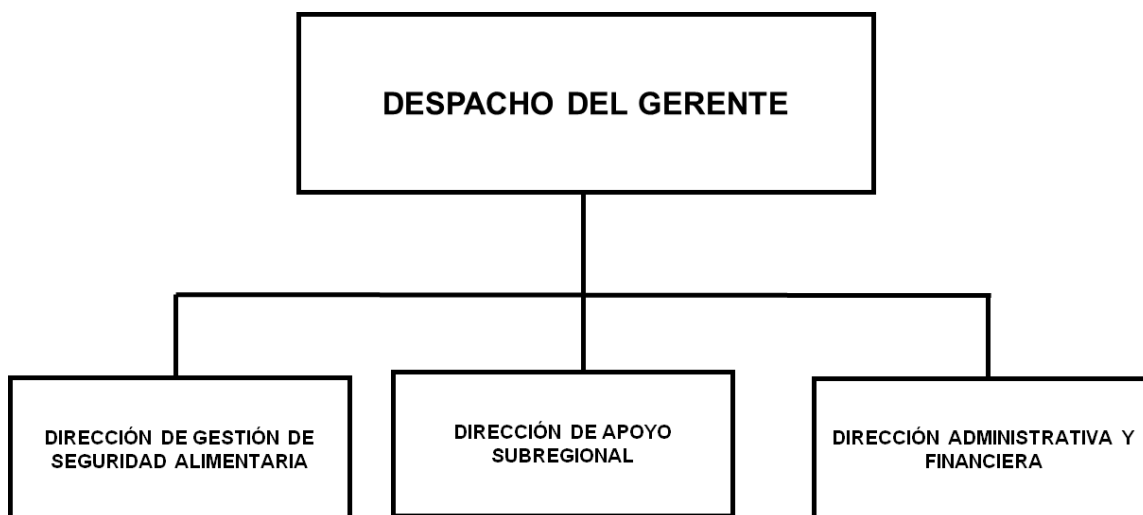 DESPACHO DEL GERENTE
DIRECCIÓN DE GESTIÓN DE
SEGURIDAD ALIMENTARIA
DIRECCIÓN DE APOYO
SUBREGIONAL
DIRECCIÓN ADMINISTRATIVA Y
FINANCIERA